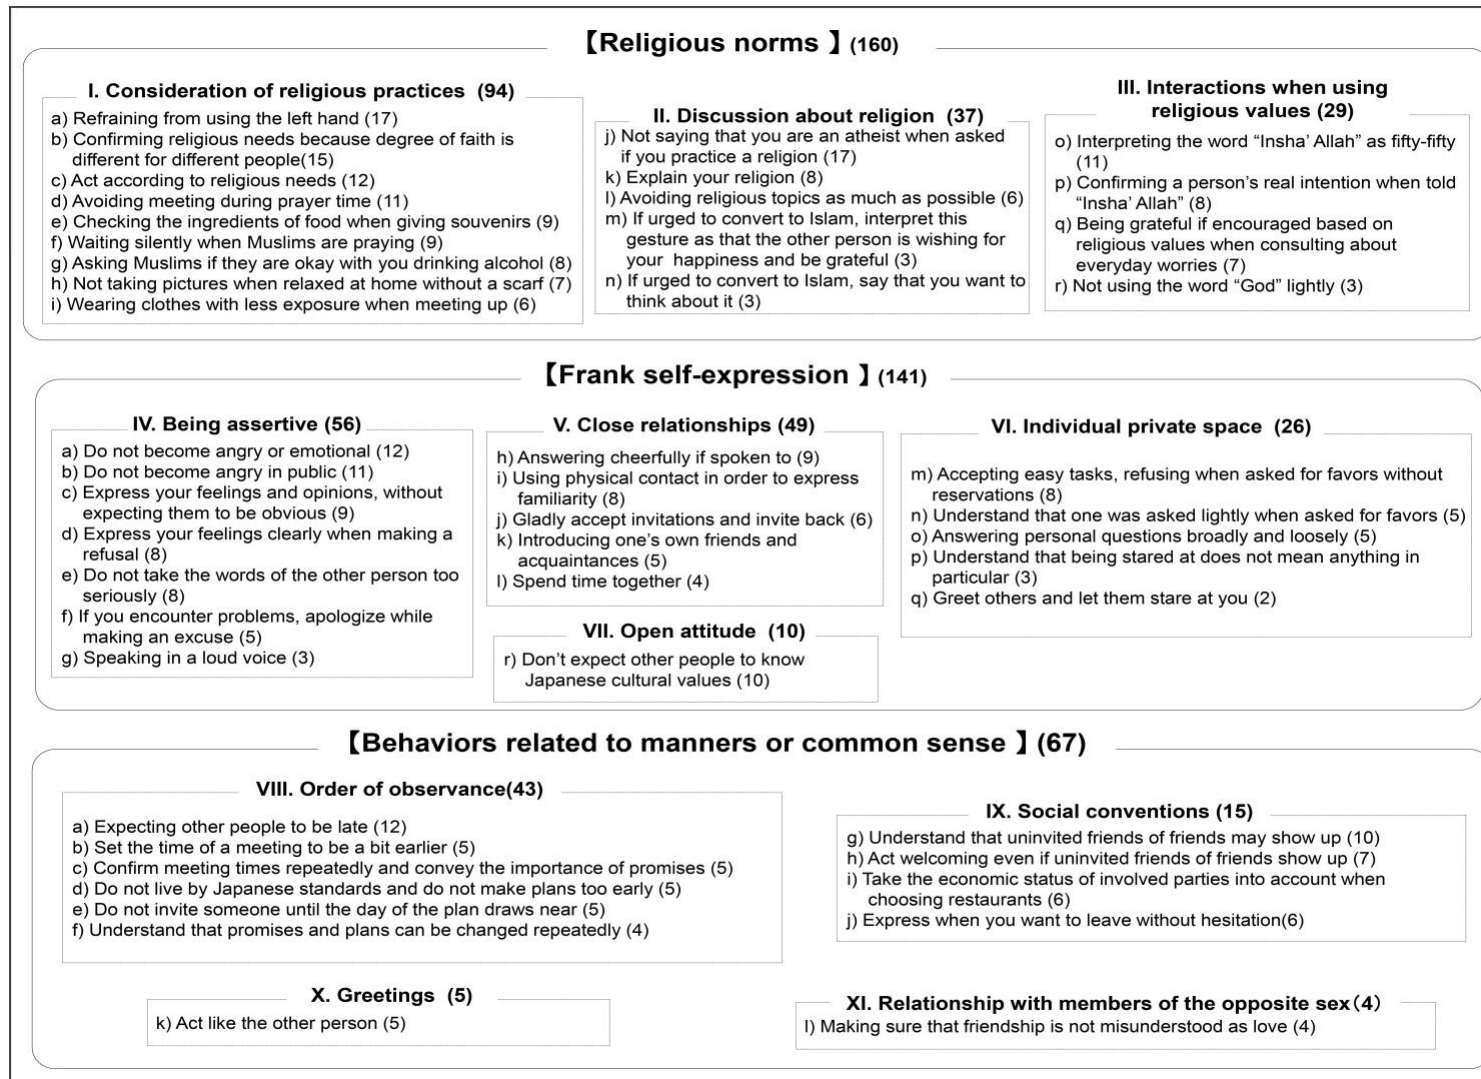 【Religious norms 】(160)
I. Consideration of religious practices (94)
a) Refraining from using the left hand (17)
b) Confirming religious needs because degree of faith is
different for different people(15)
c) Act according to religious needs (12)
d) Avoiding meeting during prayer time (11)
e) Checking the ingredients of food when giving souvenirs (9)
f) Waiting silently when Muslims are praying (9)
g) Asking Muslims if they are okay with you drinking alcohol (8)
h) Not taking pictures when relaxed at home without a scarf (7)
i) Wearing clothes with less exposure when meeting up (6)
II. Discussion about religion (37)
j) Not saying that you are an atheist when asked
if you practice a religion (17)
k) Explain your religion (8)
l) Avoiding religious topics as much as possible (6)
m) If urged to convert to Islam, interpret this
gesture as that the other person is wishing for
your happiness and be grateful (3)
n) If urged to convert to Islam, say that you want to
think about it (3)
III. Interactions when using
religious values (29)
o) Interpreting the word “Insha’ Allah” as fifty-fifty
(11)
p) Confirming a person’s real intention when told
“Insha’ Allah” (8)
q) Being grateful if encouraged based on
religious values when consulting about
everyday worries (7)
r) Not using the word “God” lightly (3)
【Frank self-expression 】(141)
IV. Being assertive (56)
a) Do not become angry or emotional (12)
b) Do not become angry in public (11)
c) Express your feelings and opinions, without
expecting them to be obvious (9)
d) Express your feelings clearly when making a
refusal (8)
e) Do not take the words of the other person too
seriously (8)
f) If you encounter problems, apologize while
making an excuse (5)
g) Speaking in a loud voice (3)
V. Close relationships (49)
h) Answering cheerfully if spoken to (9)
i) Using physical contact in order to express
familiarity (8)
j) Gladly accept invitations and invite back (6)
k) Introducing one’s own friends and
acquaintances (5)
l) Spend time together (4)
VI. Individual private space (26)
m) Accepting easy tasks, refusing when asked for favors without
reservations (8)
n) Understand that one was asked lightly when asked for favors (5)
o) Answering personal questions broadly and loosely (5)
p) Understand that being stared at does not mean anything in
particular (3)
q) Greet others and let them stare at you (2)
VII. Open attitude (10)
r) Don’t expect other people to know
Japanese cultural values (10)
【Behaviors related to manners or common sense 】(67)
VIII. Order of observance(43)
a) Expecting other people to be late (12)
b) Set the time of a meeting to be a bit earlier (5)
c) Confirm meeting times repeatedly and convey the importance of promises (5)
d) Do not live by Japanese standards and do not make plans too early (5)
e) Do not invite someone until the day of the plan draws near (5)
f) Understand that promises and plans can be changed repeatedly (4)
IX. Social conventions (15)
g) Understand that uninvited friends of friends may show up (10)
h) Act welcoming even if uninvited friends of friends show up (7)
i) Take the economic status of involved parties into account when
choosing restaurants (6)
j) Express when you want to leave without hesitation(6)
X. Greetings (5)
k) Act like the other person (5)
XI. Relationship with members of the opposite sex(4)
l) Making sure that friendship is not misunderstood as love (4)